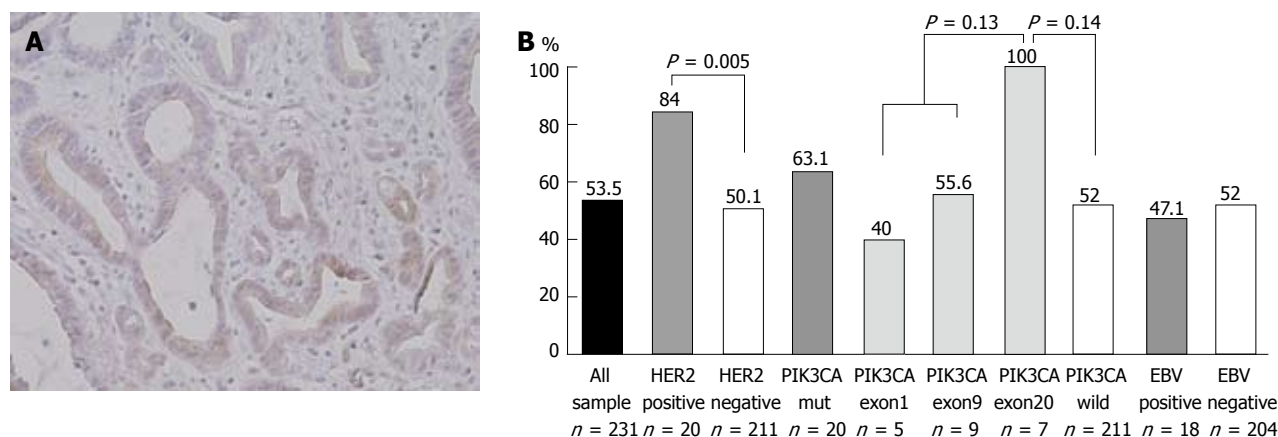 A
B
%
100
80
60
40
20
0
P = 0.005
P = 0.13
P = 0.14
53.5
84
50.1
63.1
40
55.6
100
52
47.1
52
All sample n = 231
HER2 positive n = 20
HER2 negative n = 211
PIK3CA mut n = 20
PIK3CA exon1 n = 5
PIK3CA exon9 n = 9
PIK3CA exon20 n = 7
PIK3CA wild n = 211
EBV positive n = 18
EBV negative n = 204